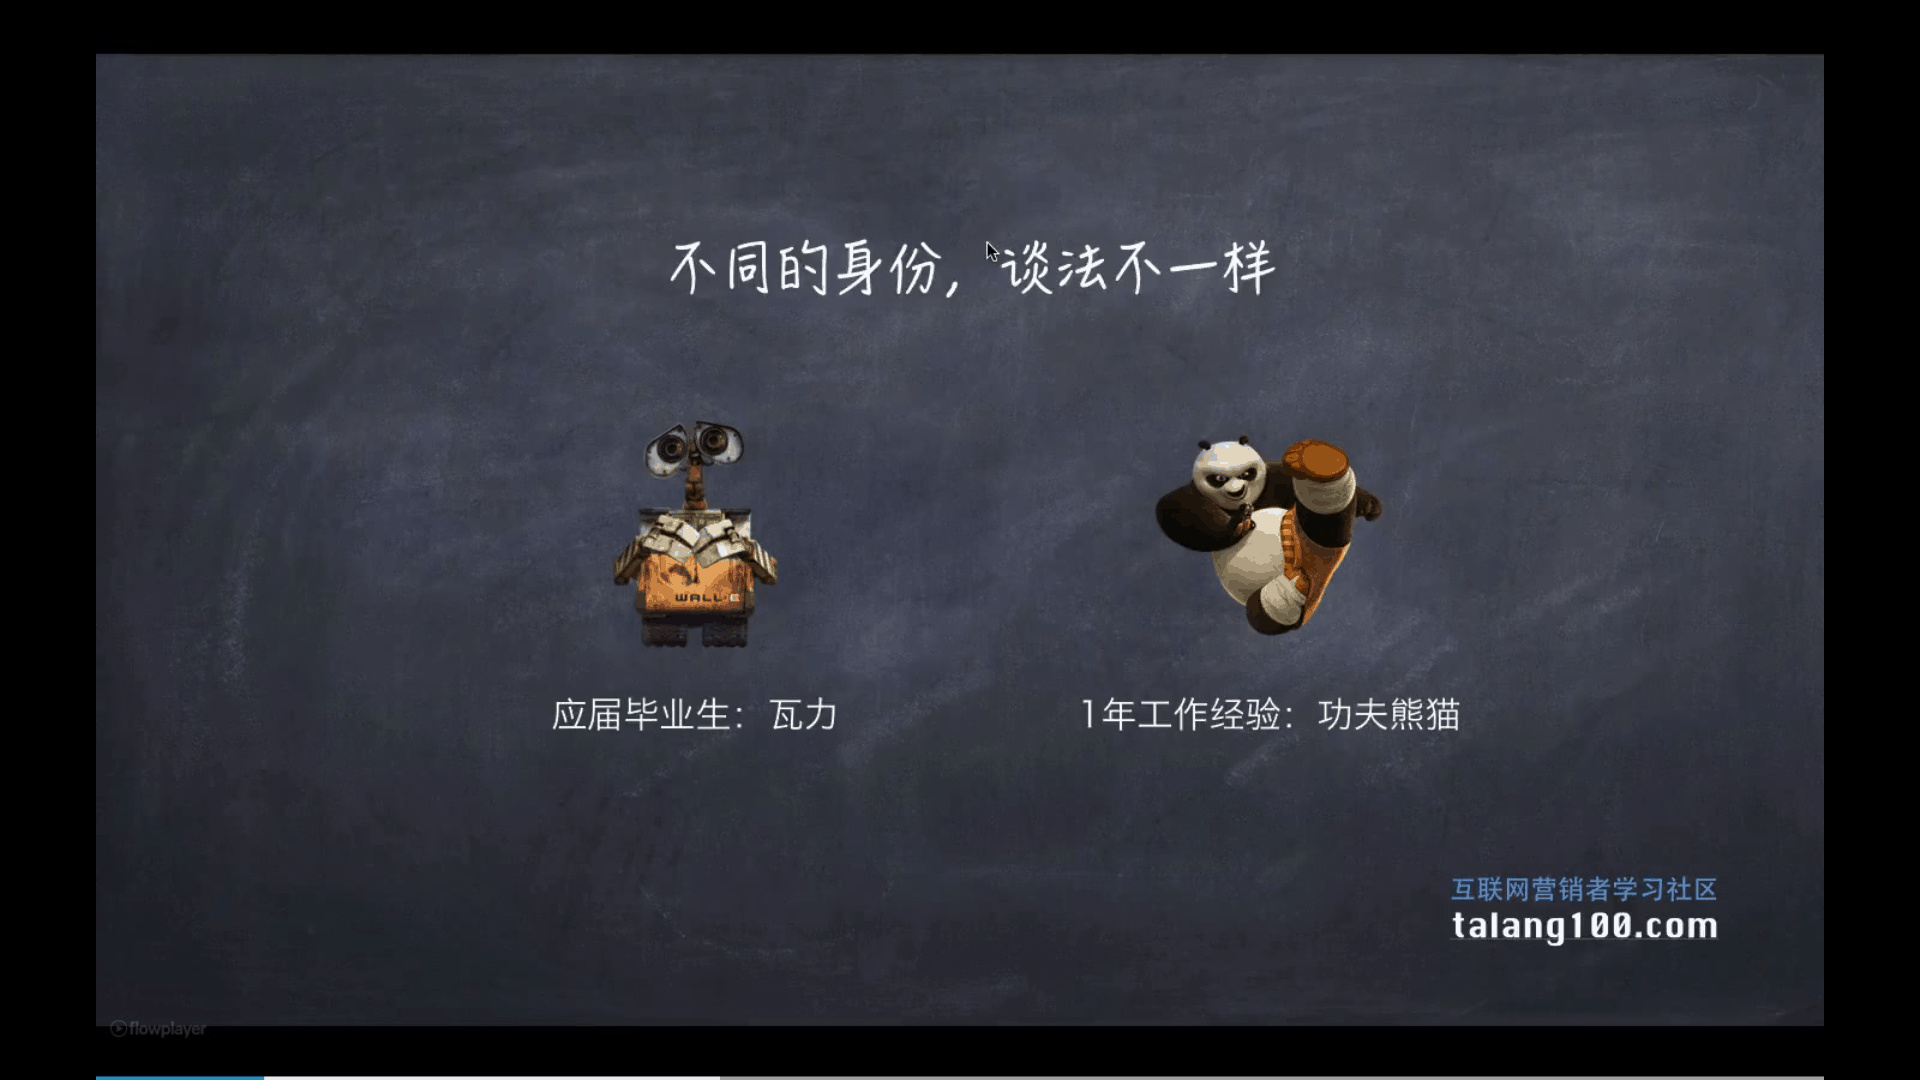 不同的身份，谈法不一样
WALL·E
应届毕业生：瓦力
1年工作经验：功夫熊猫
互联网营销者学习社区
talang100.com
flowplayer